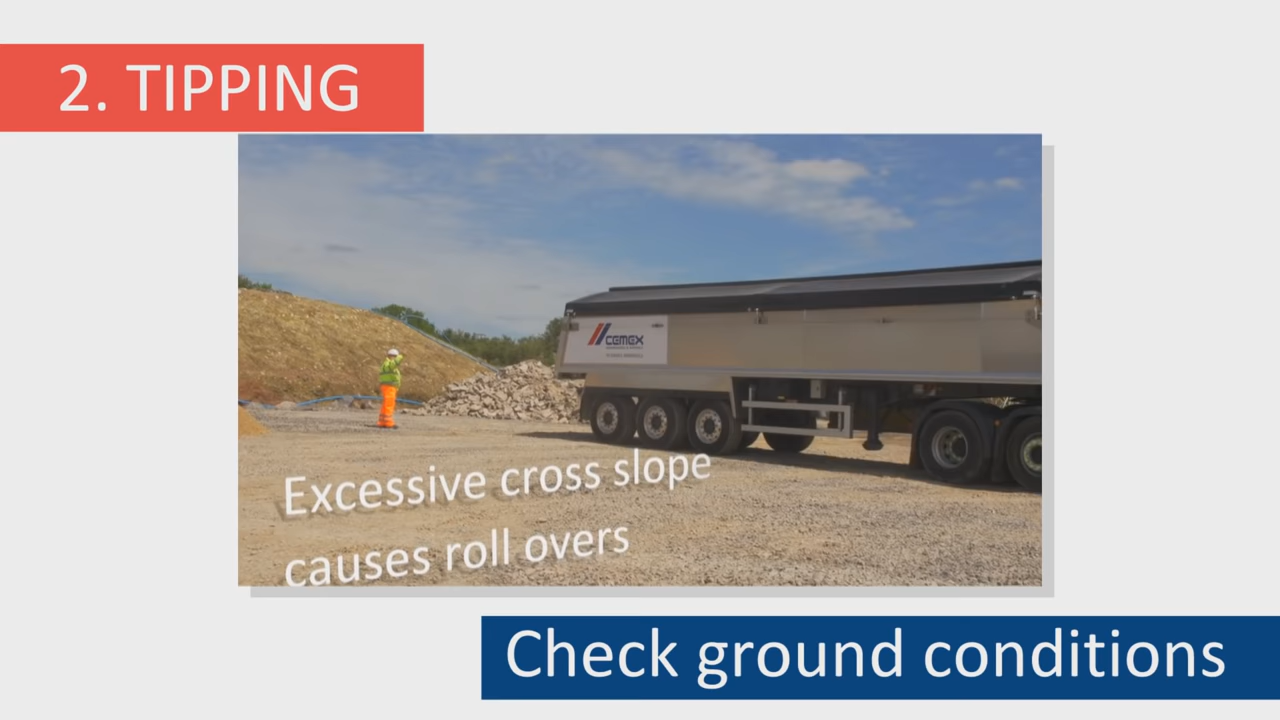 2. TIPPING
CEMEX
Excessive cross slope
causes roll overs
Check ground conditions